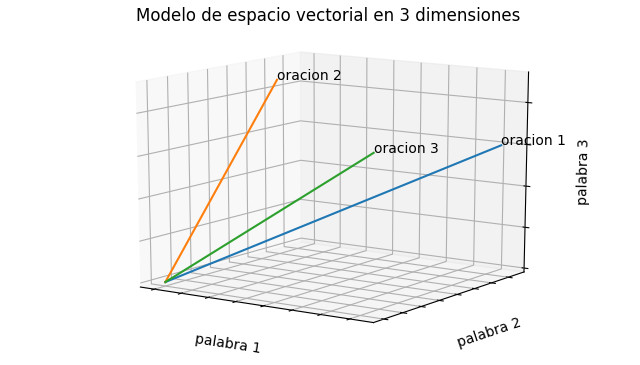 Modelo de espacio vectorial en 3 dimensiones
oracion 2
oracion 1
oracion 3
palabra 3
palabra 2
palabra 1